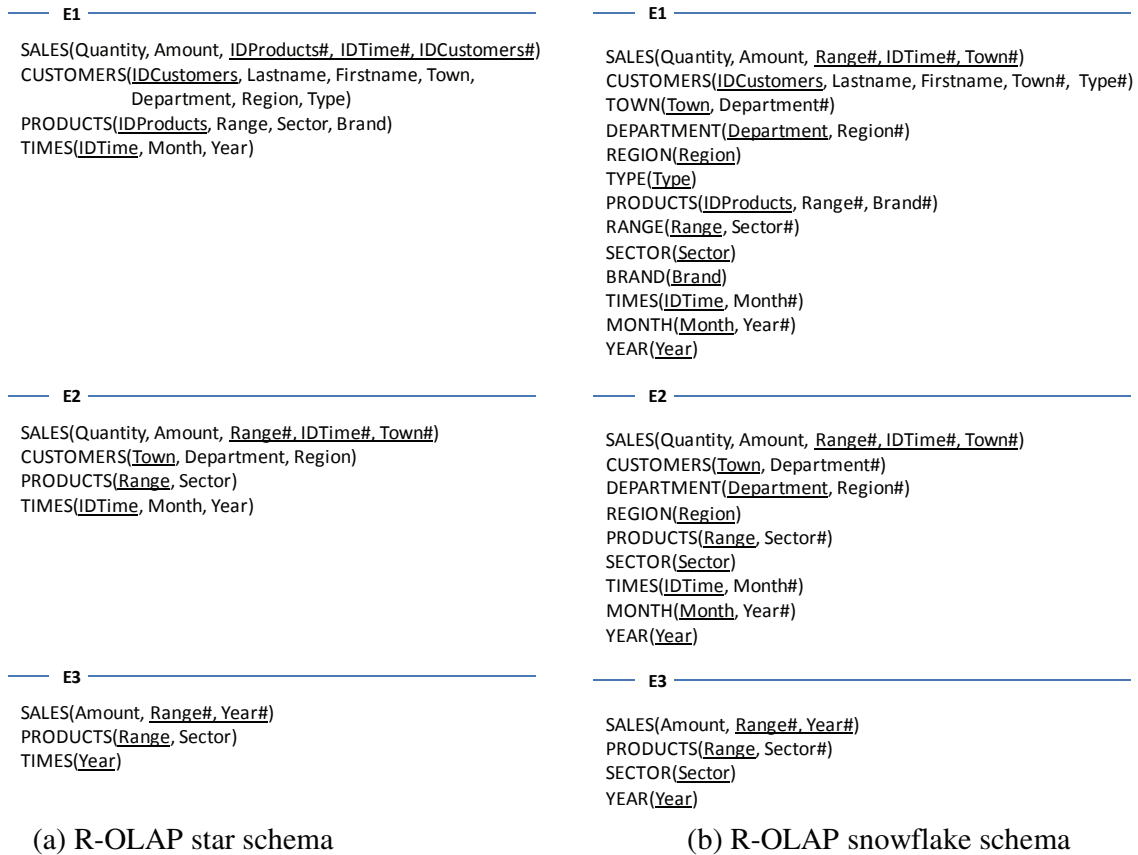 E1
SALES(Quantity, Amount, IDProducts#, IDTime#, IDCustomers#)
CUSTOMERS(IDCustomers, Lastname, Firstname, Town,
Department, Region, Type)
PRODUCTS(IDProducts, Range, Sector, Brand)
TIMES(IDTime, Month, Year)
E2
SALES(Quantity, Amount, Range#, IDTime#, Town#)
CUSTOMERS(Town, Department, Region)
PRODUCTS(Range, Sector)
TIMES(IDTime, Month, Year)
E3
SALES(Amount, Range#, Year#)
PRODUCTS(Range, Sector)
TIMES(Year)
(a) R-OLAP star schema
E1
SALES(Quantity, Amount, Range#, IDTime#, Town#)
CUSTOMERS(IDCustomers, Lastname, Firstname, Town#, Type#)
TOWN(Town, Department#)
DEPARTMENT(Department, Region#)
REGION(Region)
TYPE(Type)
PRODUCTS(IDProducts, Range#, Brand#)
RANGE(Range, Sector#)
SECTOR(Sector)
BRAND(Brand)
TIMES(IDTime, Month#)
MONTH(Month, Year#)
YEAR(Year)
E2
SALES(Quantity, Amount, Range#, IDTime#, Town#)
CUSTOMERS(Town, Department#)
DEPARTMENT(Department, Region#)
REGION(Region)
PRODUCTS(Range, Sector#)
SECTOR(Sector)
TIMES(IDTime, Month#)
MONTH(Month, Year#)
YEAR(Year)
E3
SALES(Amount, Range#, Year#)
PRODUCTS(Range, Sector#)
SECTOR(Sector)
YEAR(Year)
(b) R-OLAP snowflake schema